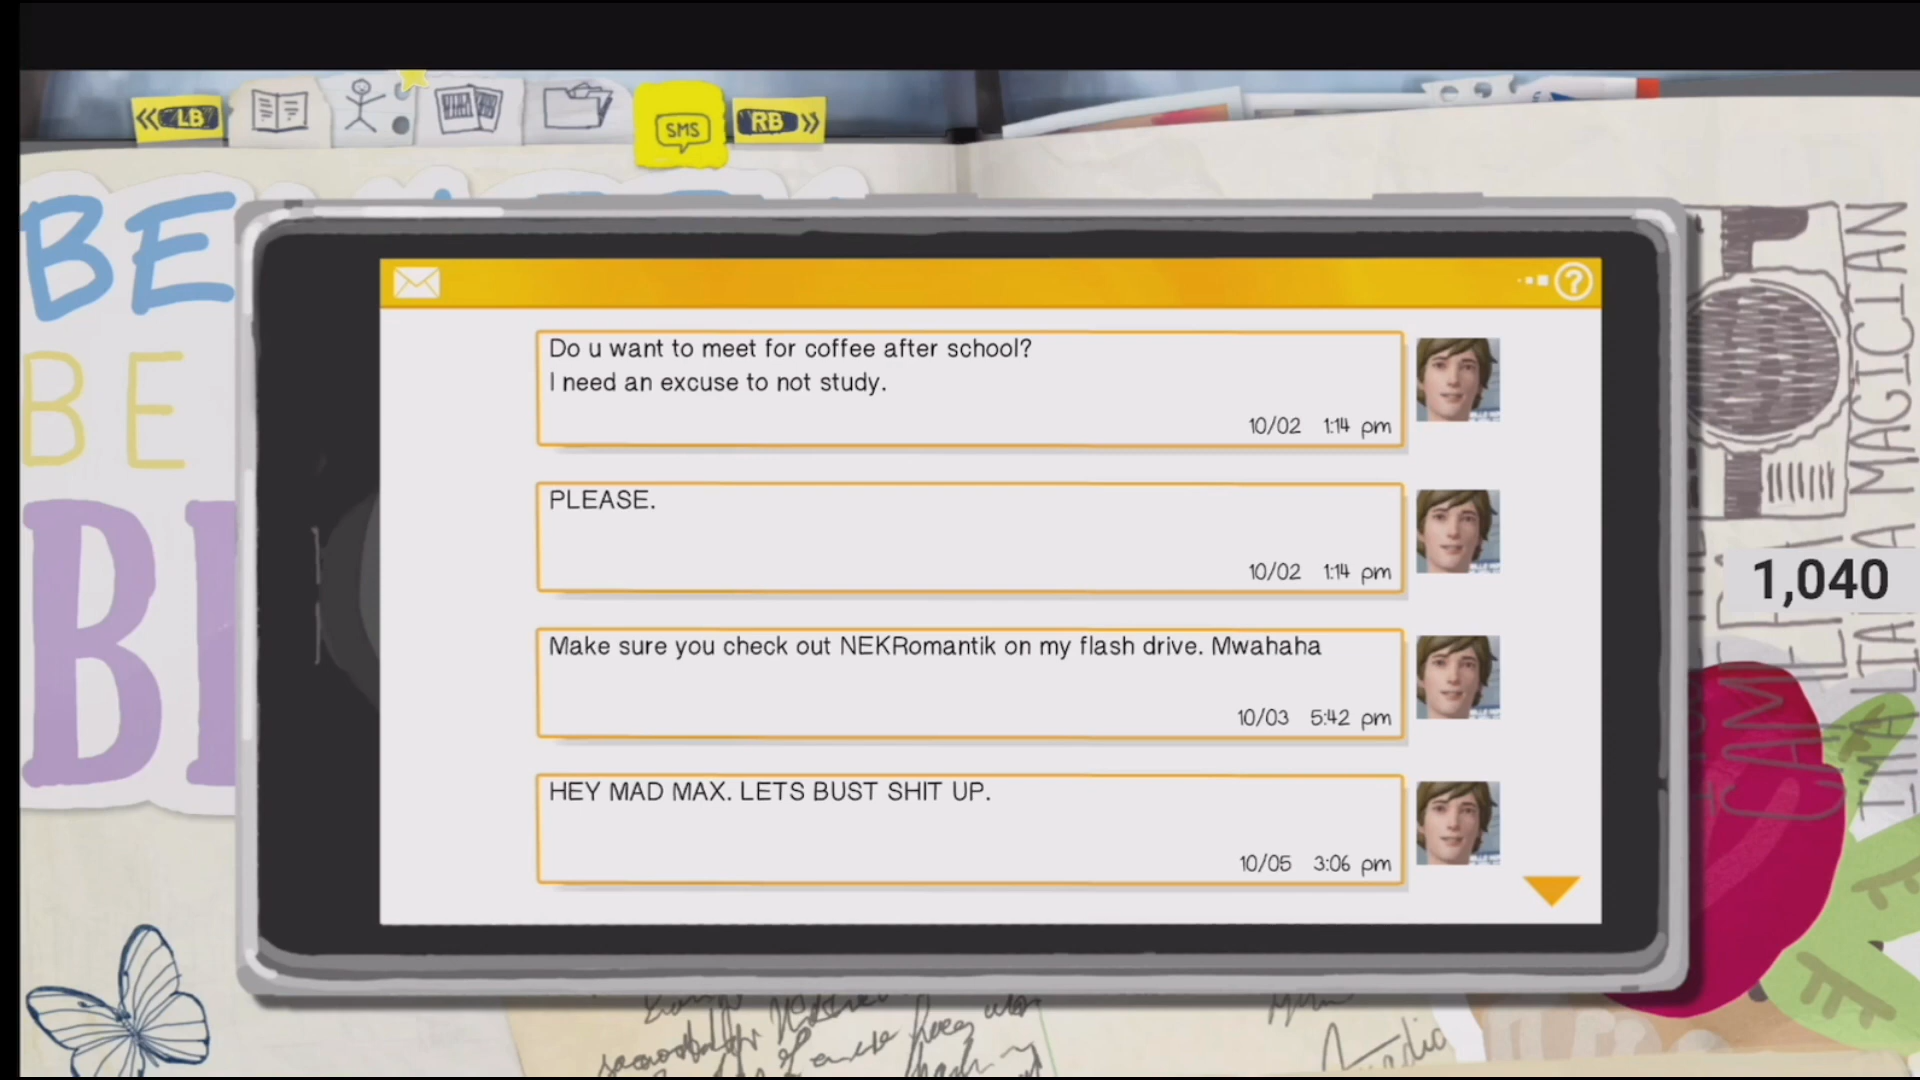 LB
SMS
RB
BE
BE
Do u want to meet for coffee after school?
I need an excuse to not study.
10/02 1:14 pm
PLEASE.
10/02 1:14 pm
Make sure you check out NEKRomantik on my flash drive. Mwahaha
10/03 5:42 pm
HEY MAD MAX. LETS BUST SHIT UP.
10/05 3:06 pm
?
1,040
MAGICIAN